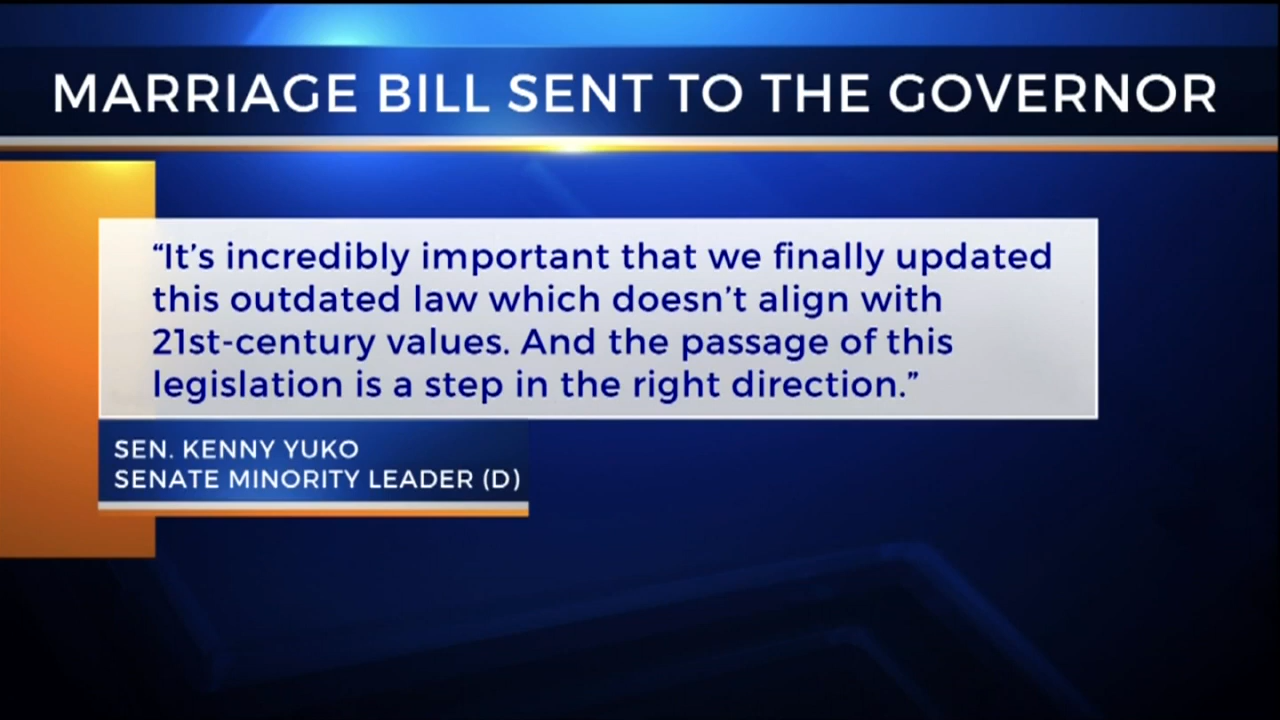 MARRIAGE BILL SENT TO THE GOVERNOR
“It’s incredibly important that we finally updated
this outdated law which doesn’t align with
21st-century values. And the passage of this
legislation is a step in the right direction.”
SEN. KENNY YUKO
SENATE MINORITY LEADER (D)